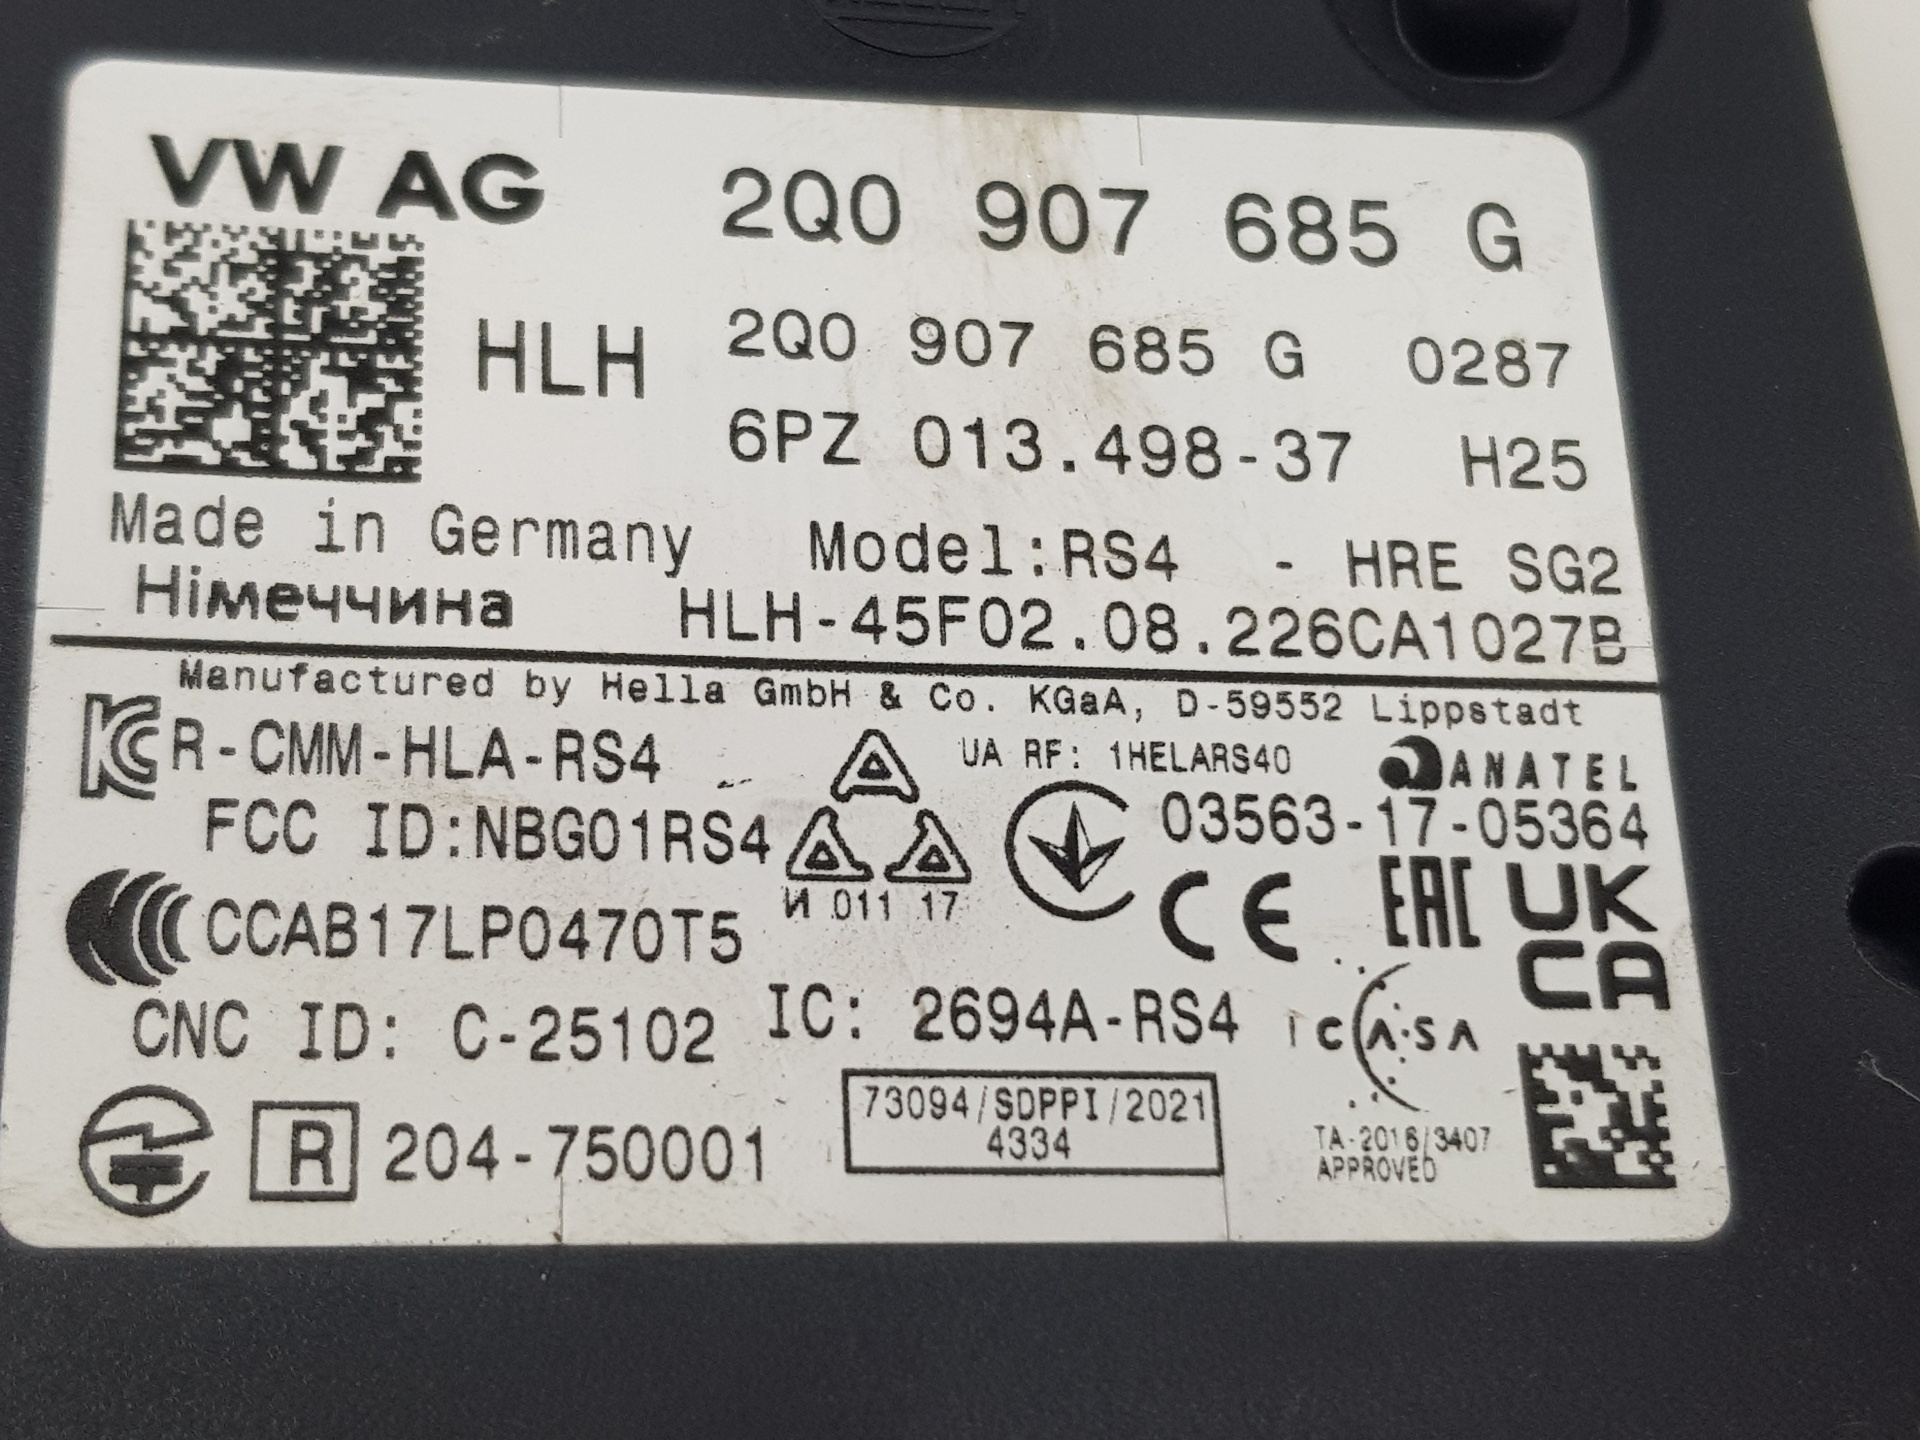 VW AG 2Q0 907 685 G
HLH 2Q0 907 685 G 0287
6PZ 013.498-37 H25
Made in Germany Model:RS4 - HRE SG2
Німеччина HLH-45F02.08.226CA1027B
Manufactured by Hella GmbH & Co. KGaA, D-59552 Lippstadt
R-CMM-HLA-RS4 UA RF: 1HELARS40 ANATEL
FCC ID:NBG01RS4 03563-17-05364
И 011 17 CE EAC UK
CCAB17LP0470T5 CA
CNC ID: C-25102 IC: 2694A-RS4 ICASA
R 204-750001 73094/SDPPI/2021
4334
TA-2016/3407
APPROVED